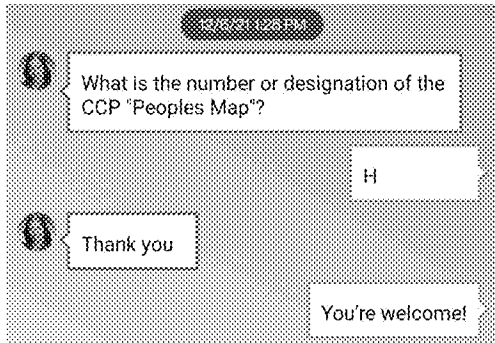 What is the number or designation of the
CCP "Peoples Map"?
H
Thank you
You're welcome!